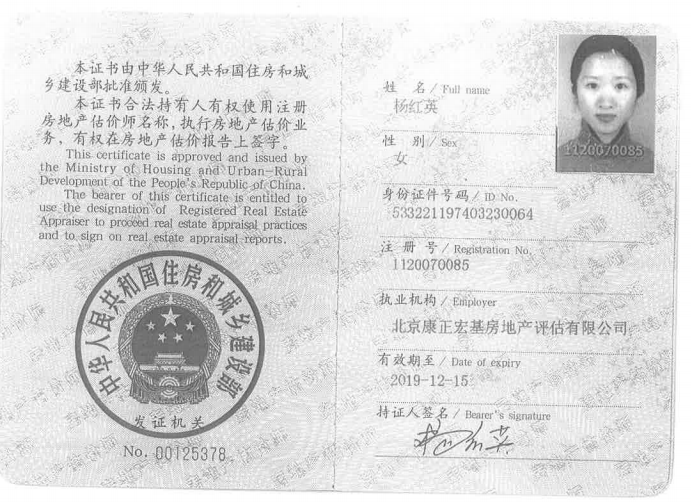 本证书由中华人民共和国住房和城
乡建设部批准颁发。
本证书合法持有人有权使用注册
房地产估价师名称，执行房地产估价业
务，有权在房地产估价报告上签字。
This certificate is approved and issued by
the Ministry of Housing and Urban-Rural
Development of the People's Republic of China.
The bearer of this certificate is entitled to
use the designation of Registered Real Estate
Appraiser to proceed real estate appraisal practices
and to sign on real estate appraisal reports.
中华人民共和国住房和城乡建设部
发证机关
No. 00125378
姓 名 / Full name
杨红英
性 别 / Sex
女
身份证件号码 / ID No.
533221197403230064
注 册 号 / Registration No.
1120070085
执业机构 / Employer
北京康正宏基房地产评估有限公司
有效期至 / Date of expiry
2019-12-15
持证人签名 / Bearer's signature
杨红英
1120070085